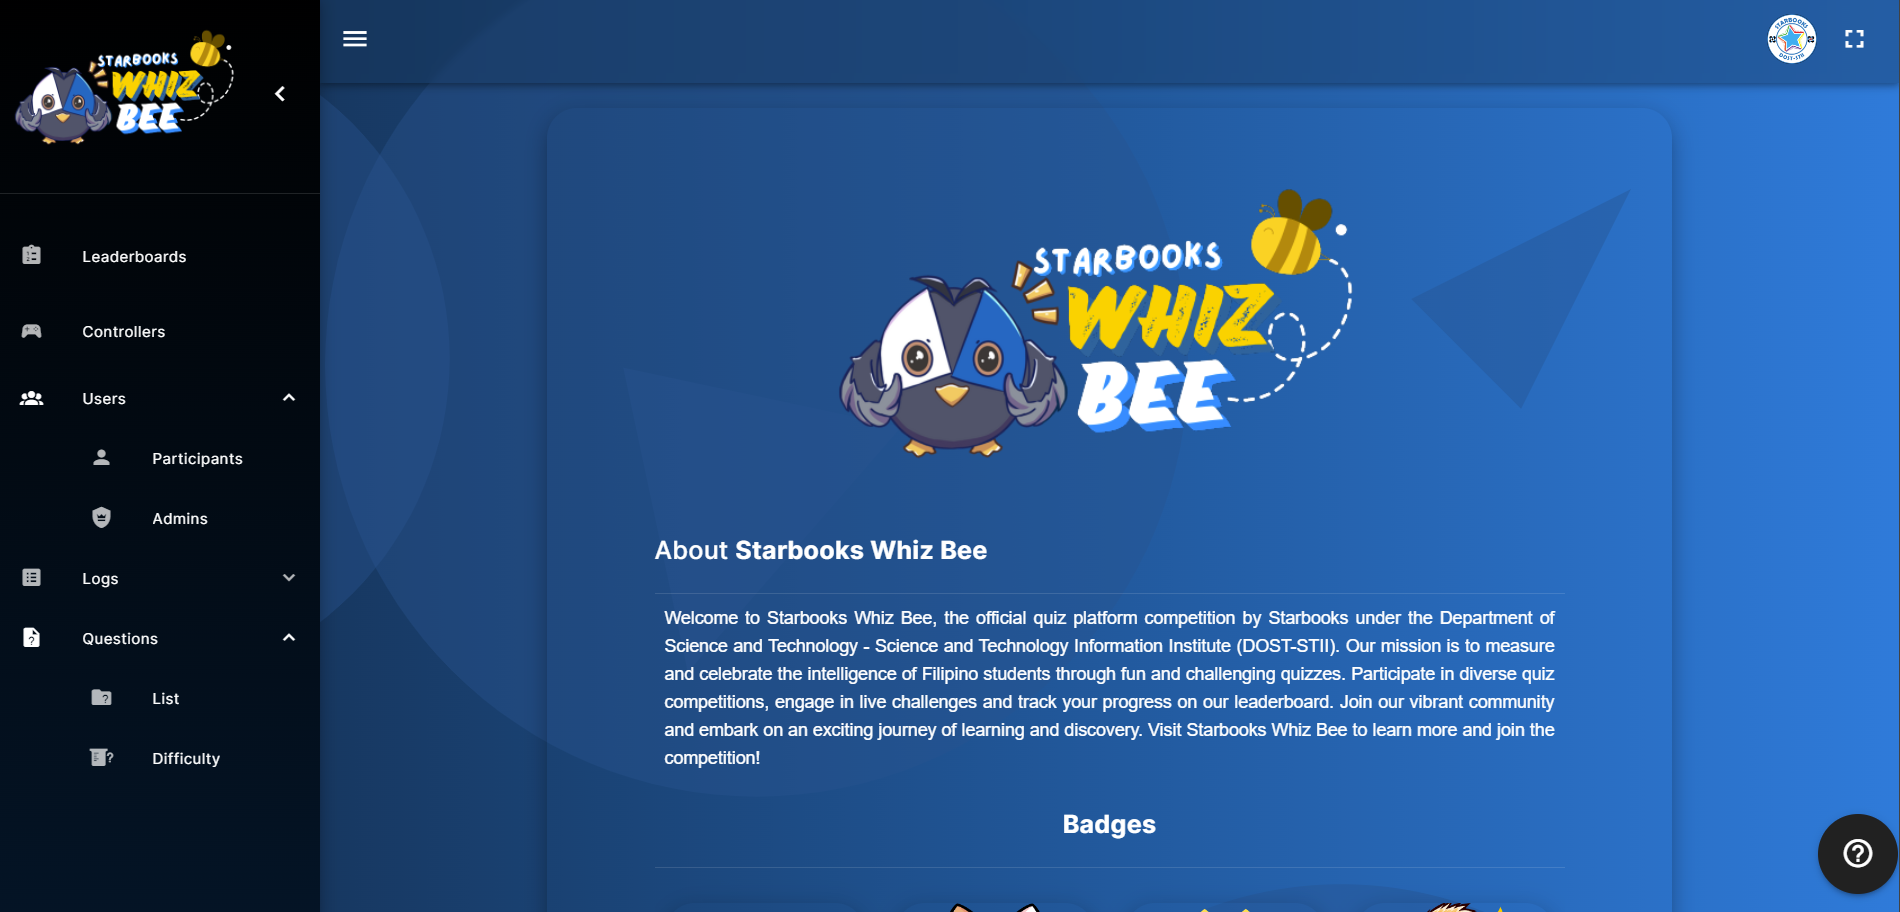 STARBOOKS
WHIZ
BEE
Leaderboards
Controllers
Users
Participants
Admins
Logs
Questions
List
Difficulty
STARBOOKS
DOST-STII
STARBOOKS
WHIZ
BEE
About Starbooks Whiz Bee
Welcome to Starbooks Whiz Bee, the official quiz platform competition by Starbooks under the Department of
Science and Technology - Science and Technology Information Institute (DOST-STII). Our mission is to measure
and celebrate the intelligence of Filipino students through fun and challenging quizzes. Participate in diverse quiz
competitions, engage in live challenges and track your progress on our leaderboard. Join our vibrant community
and embark on an exciting journey of learning and discovery. Visit Starbooks Whiz Bee to learn more and join the
competition!
Badges